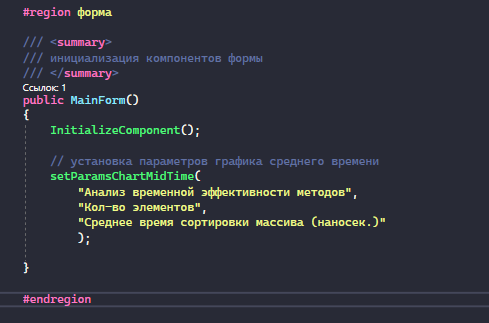 #region форма
/// <summary>
/// инициализация компонентов формы
/// </summary>
Ссылок: 1
public MainForm()
{
InitializeComponent();
// установка параметров графика среднего времени
setParamsChartMidTime(
"Анализ временной эффективности методов",
"Кол-во элементов",
"Среднее время сортировки массива (наносек.)"
);
}
#endregion